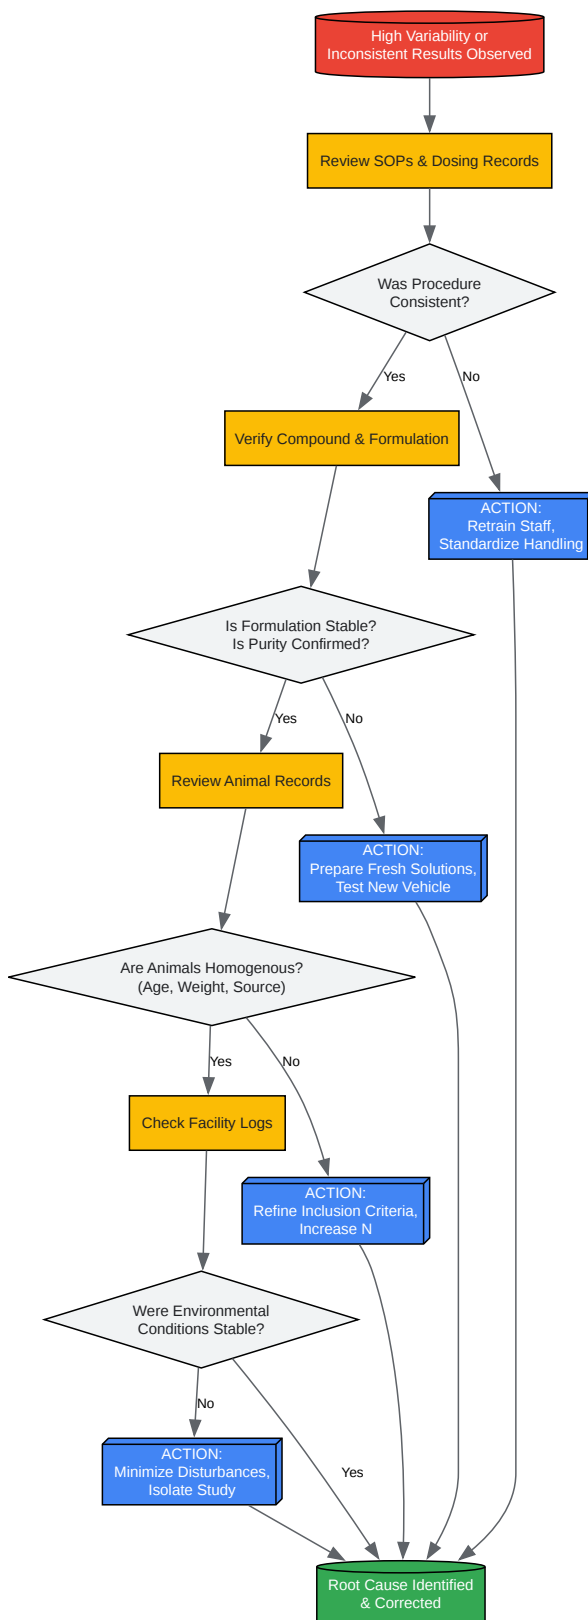 High Variability or
Inconsistent Results Observed
Review SOPs & Dosing Records
Was Procedure
Consistent?
Yes
No
Verify Compound & Formulation
ACTION:
Retrain Staff,
Standardize Handling
Is Formulation Stable?
Is Purity Confirmed?
Yes
No
Review Animal Records
ACTION:
Prepare Fresh Solutions,
Test New Vehicle
Are Animals Homogenous?
(Age, Weight, Source)
Yes
No
Check Facility Logs
ACTION:
Refine Inclusion Criteria,
Increase N
Were Environmental
Conditions Stable?
No
Yes
ACTION:
Minimize Disturbances,
Isolate Study
Root Cause Identified
& Corrected